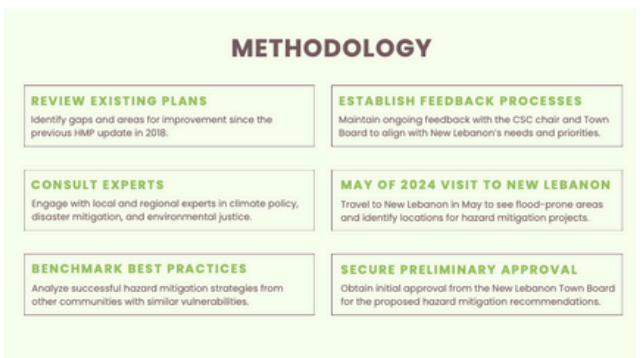 METHODOLOGY
REVIEW EXISTING PLANS
Identify gaps and areas for improvement since the
previous HMP update in 2018.
CONSULT EXPERTS
Engage with local and regional experts in climate policy,
disaster mitigation, and environmental justice.
BENCHMARK BEST PRACTICES
Analyze successful hazard mitigation strategies from
other communities with similar vulnerabilities.
ESTABLISH FEEDBACK PROCESSES
Maintain ongoing feedback with the CSC chair and Town
Board to align with New Lebanon's needs and priorities.
MAY OF 2024 VISIT TO NEW LEBANON
Travel to New Lebanon in May to see flood-prone areas
and identify locations for hazard mitigation projects.
SECURE PRELIMINARY APPROVAL
Obtain initial approval from the New Lebanon Town Board
for the proposed hazard mitigation recommendations.